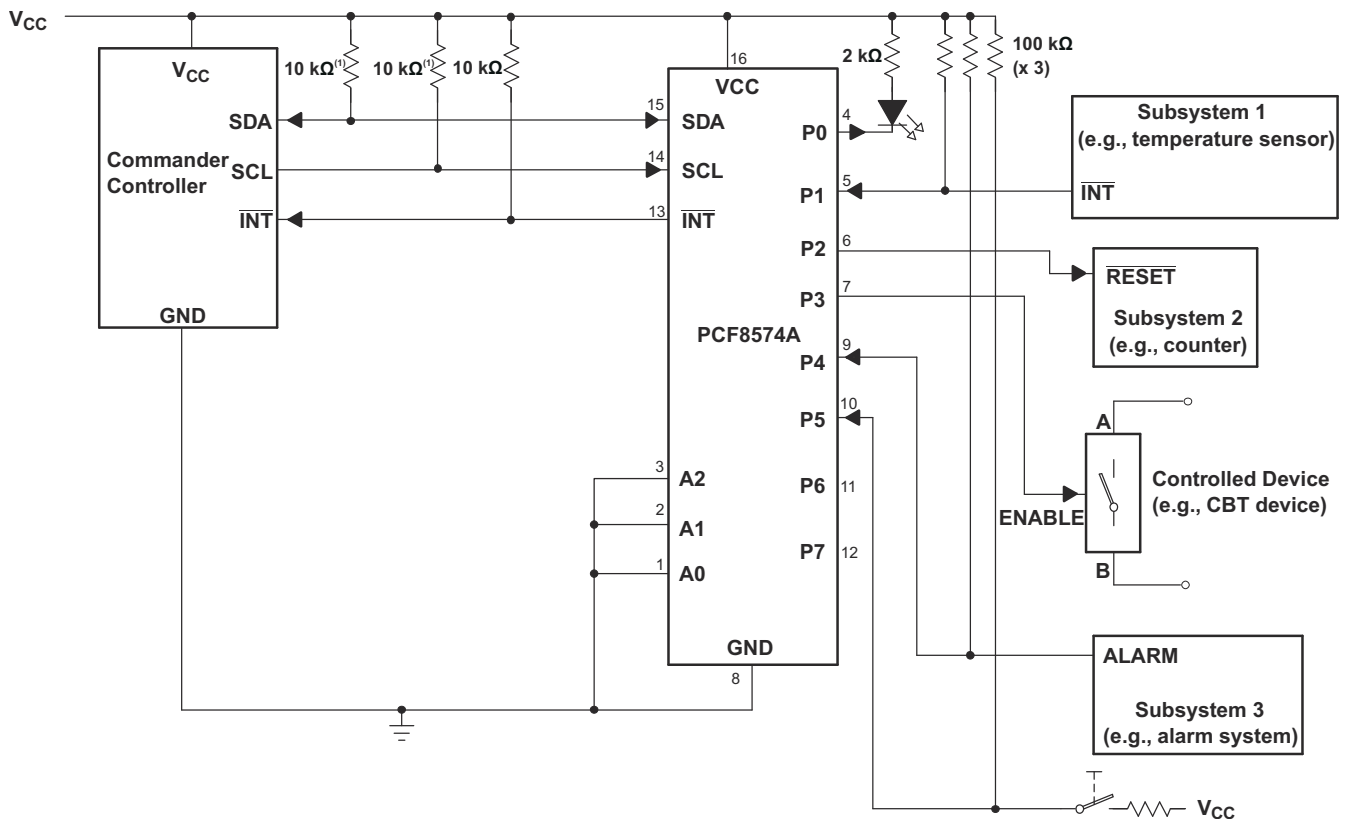 VCC
VCC
SDA
SCL
INT
GND
Commander
Controller
10 kΩ(1)
10 kΩ(1)
10 kΩ
16
VCC
15
SDA
14
SCL
13
INT
PCF8574A
3
A2
2
A1
1
A0
GND
8
P0
4
P1
5
P2
6
P3
7
P4
9
P5
10
P6
11
P7
12
2 kΩ
100 kΩ
(x 3)
Subsystem 1
(e.g., temperature sensor)
INT
RESET
Subsystem 2
(e.g., counter)
A
ENABLE
B
Controlled Device
(e.g., CBT device)
ALARM
Subsystem 3
(e.g., alarm system)
VCC